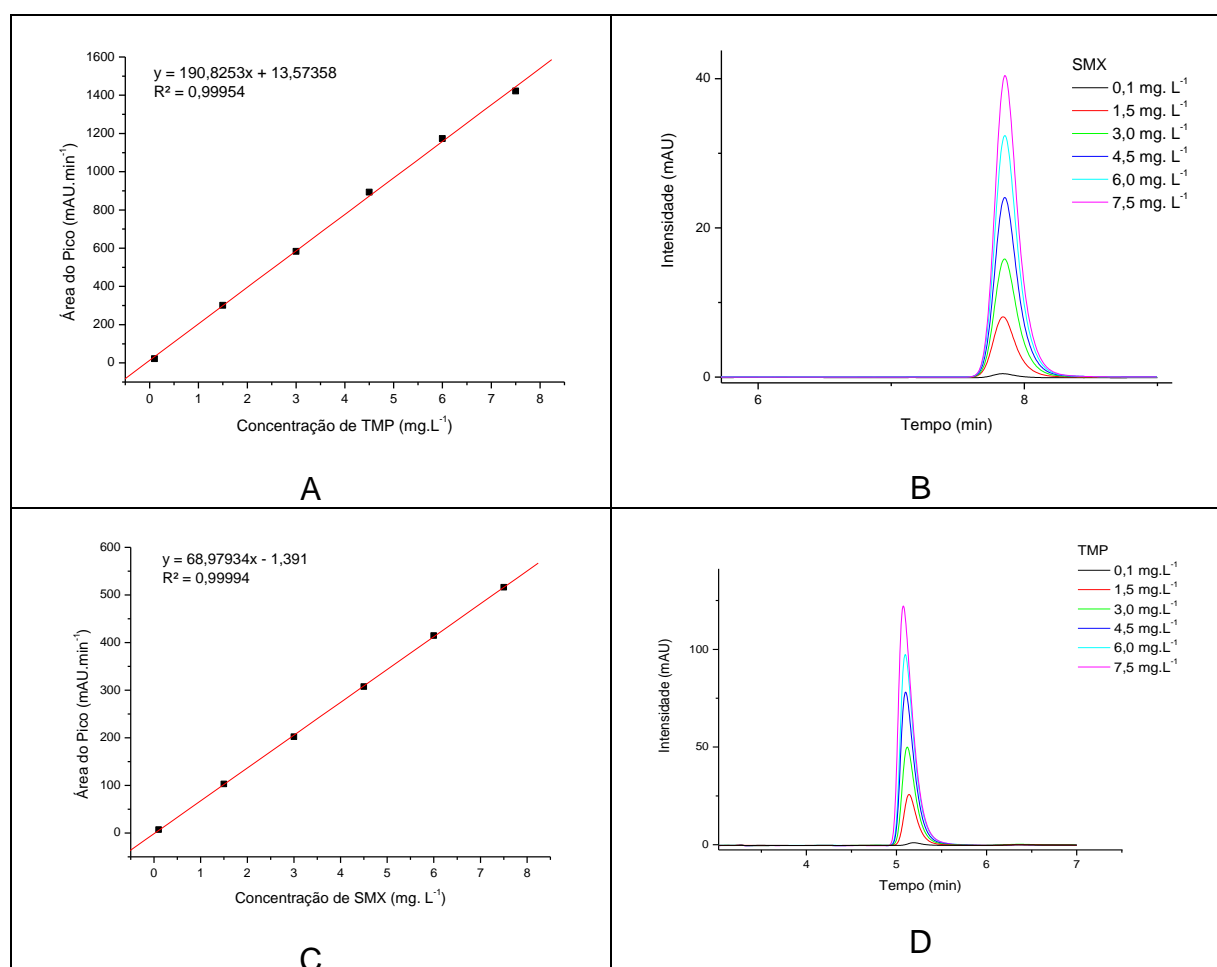 y = 190,8253x + 13,57358
R² = 0,99954
1600
1400
1200
1000
800
600
400
200
0
Área do Pico (mAU.min⁻¹)
0 1 2 3 4 5 6 7 8
Concentração de TMP (mg.L⁻¹)
A
SMX
0,1 mg. L⁻¹
1,5 mg. L⁻¹
3,0 mg. L⁻¹
4,5 mg. L⁻¹
6,0 mg. L⁻¹
7,5 mg. L⁻¹
40
20
0
Intensidade (mAU)
6 8
Tempo (min)
B
y = 68,97934x - 1,391
R² = 0,99994
600
500
400
300
200
100
0
Área do Pico (mAU.min⁻¹)
0 1 2 3 4 5 6 7 8
Concentração de SMX (mg. L⁻¹)
C
TMP
0,1 mg.L⁻¹
1,5 mg.L⁻¹
3,0 mg.L⁻¹
4,5 mg.L⁻¹
6,0 mg.L⁻¹
7,5 mg.L⁻¹
100
50
0
Intensidade (mAU)
4 5 6 7
Tempo (min)
D